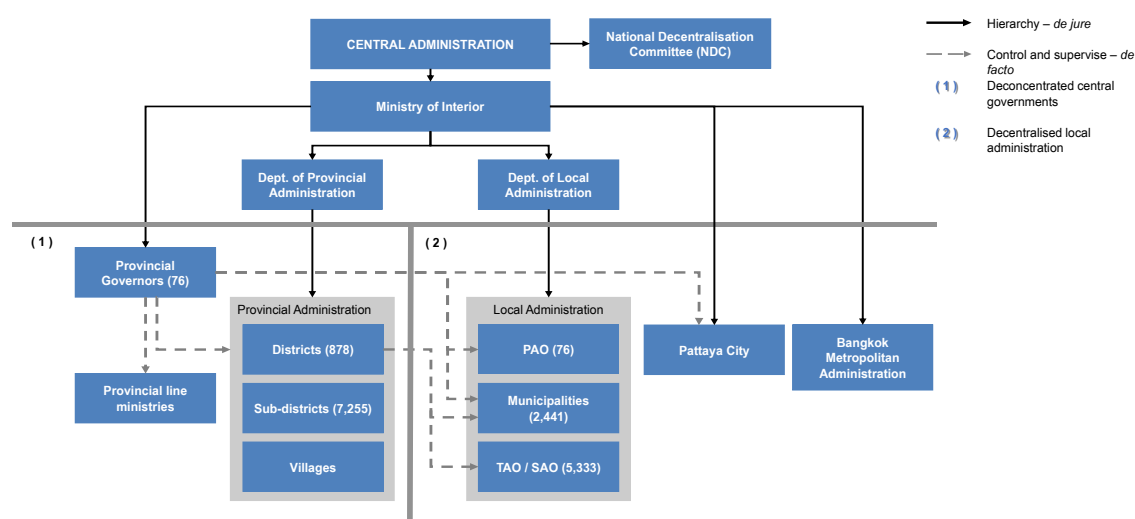 CENTRAL ADMINISTRATION
National Decentralisation
Committee (NDC)
Hierarchy – de jure
Control and supervise – de
facto
( 1 ) Deconcentrated central
governments
( 2 ) Decentralised local
administration
Ministry of Interior
Dept. of Provincial
Administration
Dept. of Local
Administration
( 1 )
( 2 )
Provincial
Governors (76)
Provincial Administration
Local Administration
Districts (878)
PAO (76)
Pattaya City
Bangkok
Metropolitan
Administration
Provincial line
ministries
Sub-districts (7,255)
Municipalities
(2,441)
Villages
TAO / SAO (5,333)